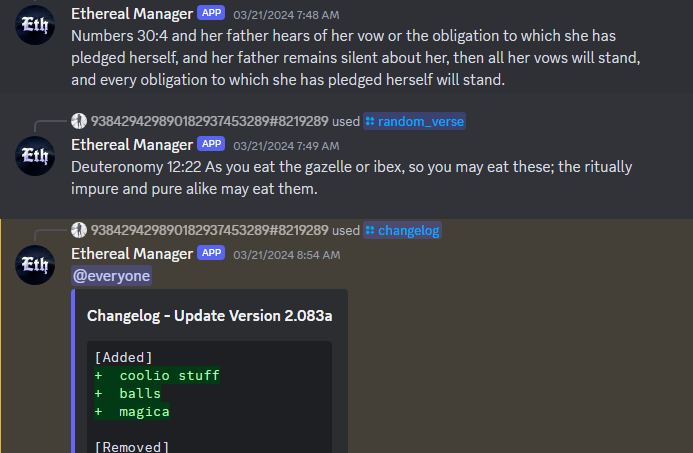 Eth
Ethereal Manager APP 03/21/2024 7:48 AM
Numbers 30:4 and her father hears of her vow or the obligation to which she has
pledged herself, and her father remains silent about her, then all her vows will stand,
and every obligation to which she has pledged herself will stand.
938429429890182937453289#8219289 used random_verse
Eth
Ethereal Manager APP 03/21/2024 7:49 AM
Deuteronomy 12:22 As you eat the gazelle or ibex, so you may eat these; the ritually
impure and pure alike may eat them.
938429429890182937453289#8219289 used changelog
Eth
Ethereal Manager APP 03/21/2024 8:54 AM
@everyone
Changelog - Update Version 2.083a
[Added]
+ coolio stuff
+ balls
+ magica
[Removed]